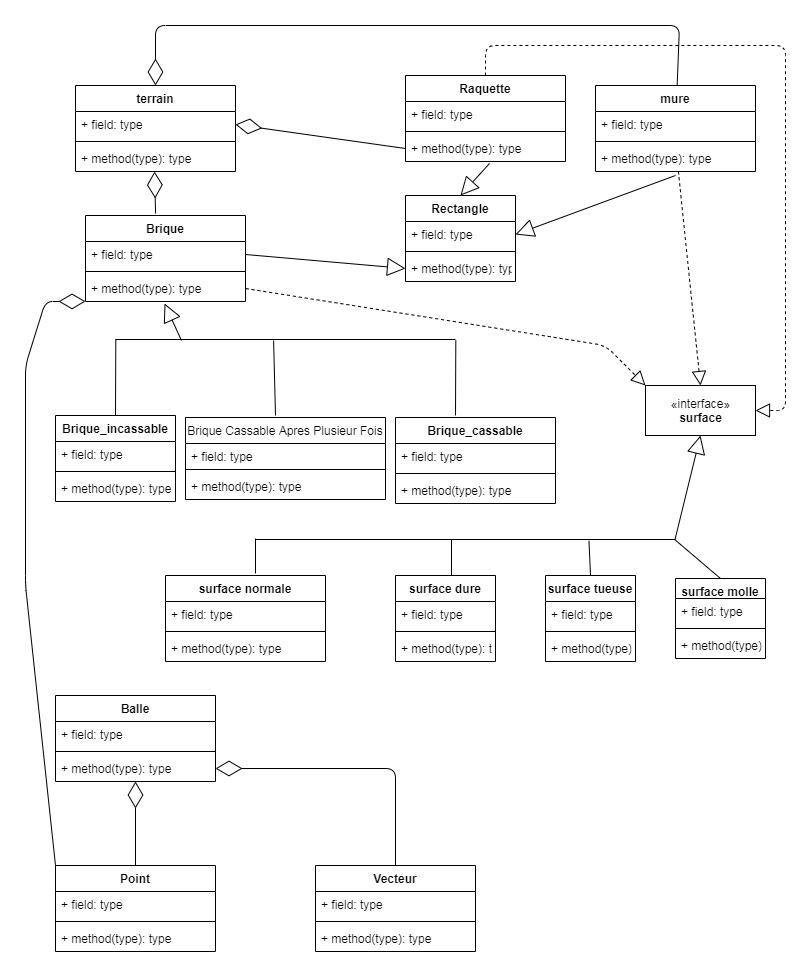 terrain
+ field: type
+ method(type): type
Raquette
+ field: type
+ method(type): type
mure
+ field: type
+ method(type): type
Brique
+ field: type
+ method(type): type
Rectangle
+ field: type
+ method(type): typ
«interface»
surface
Brique_incassable
+ field: type
+ method(type): type
Brique Cassable Apres Plusieur Fois
+ field: type
+ method(type): type
Brique_cassable
+ field: type
+ method(type): type
surface normale
+ field: type
+ method(type): type
surface dure
+ field: type
+ method(type): t
surface tueuse
+ field: type
+ method(type)
surface molle
+ field: type
+ method(type)
Balle
+ field: type
+ method(type): type
Point
+ field: type
+ method(type): type
Vecteur
+ field: type
+ method(type): type